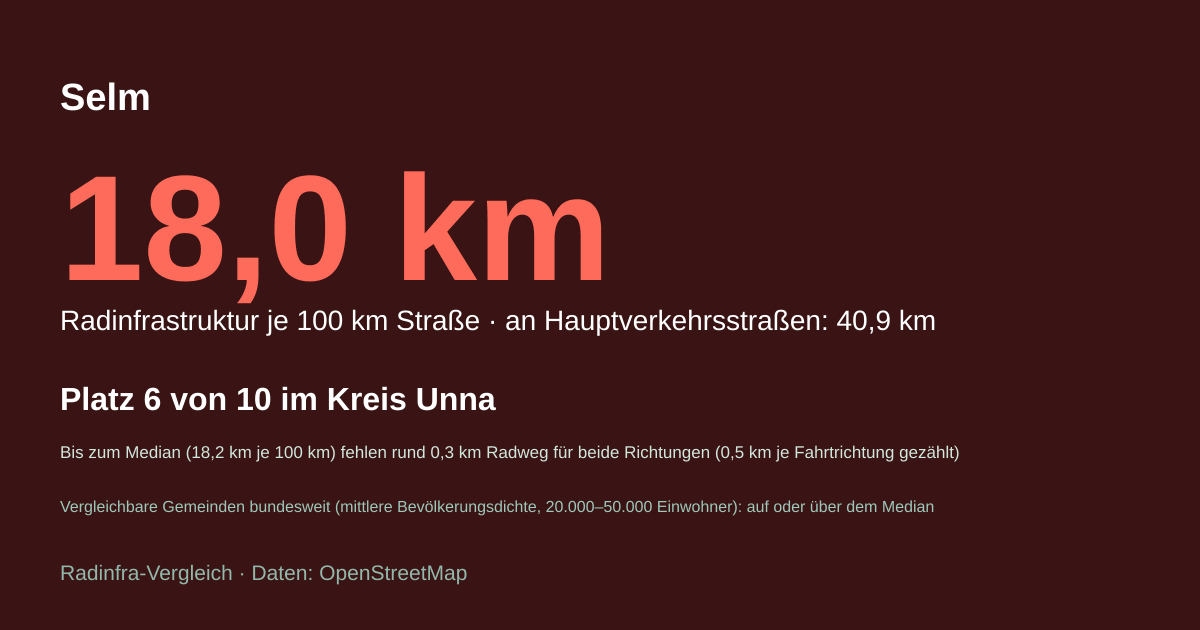 Selm
18,0 km
Radinfrastruktur je 100 km Straße · an Hauptverkehrsstraßen: 40,9 km
Platz 6 von 10 im Kreis Unna
Bis zum Median (18,2 km je 100 km) fehlen rund 0,3 km Radweg für beide Richtungen (0,5 km je Fahrtrichtung gezählt)
Vergleichbare Gemeinden bundesweit (mittlere Bevölkerungsdichte, 20.000–50.000 Einwohner): auf oder über dem Median
Radinfra-Vergleich · Daten: OpenStreetMap